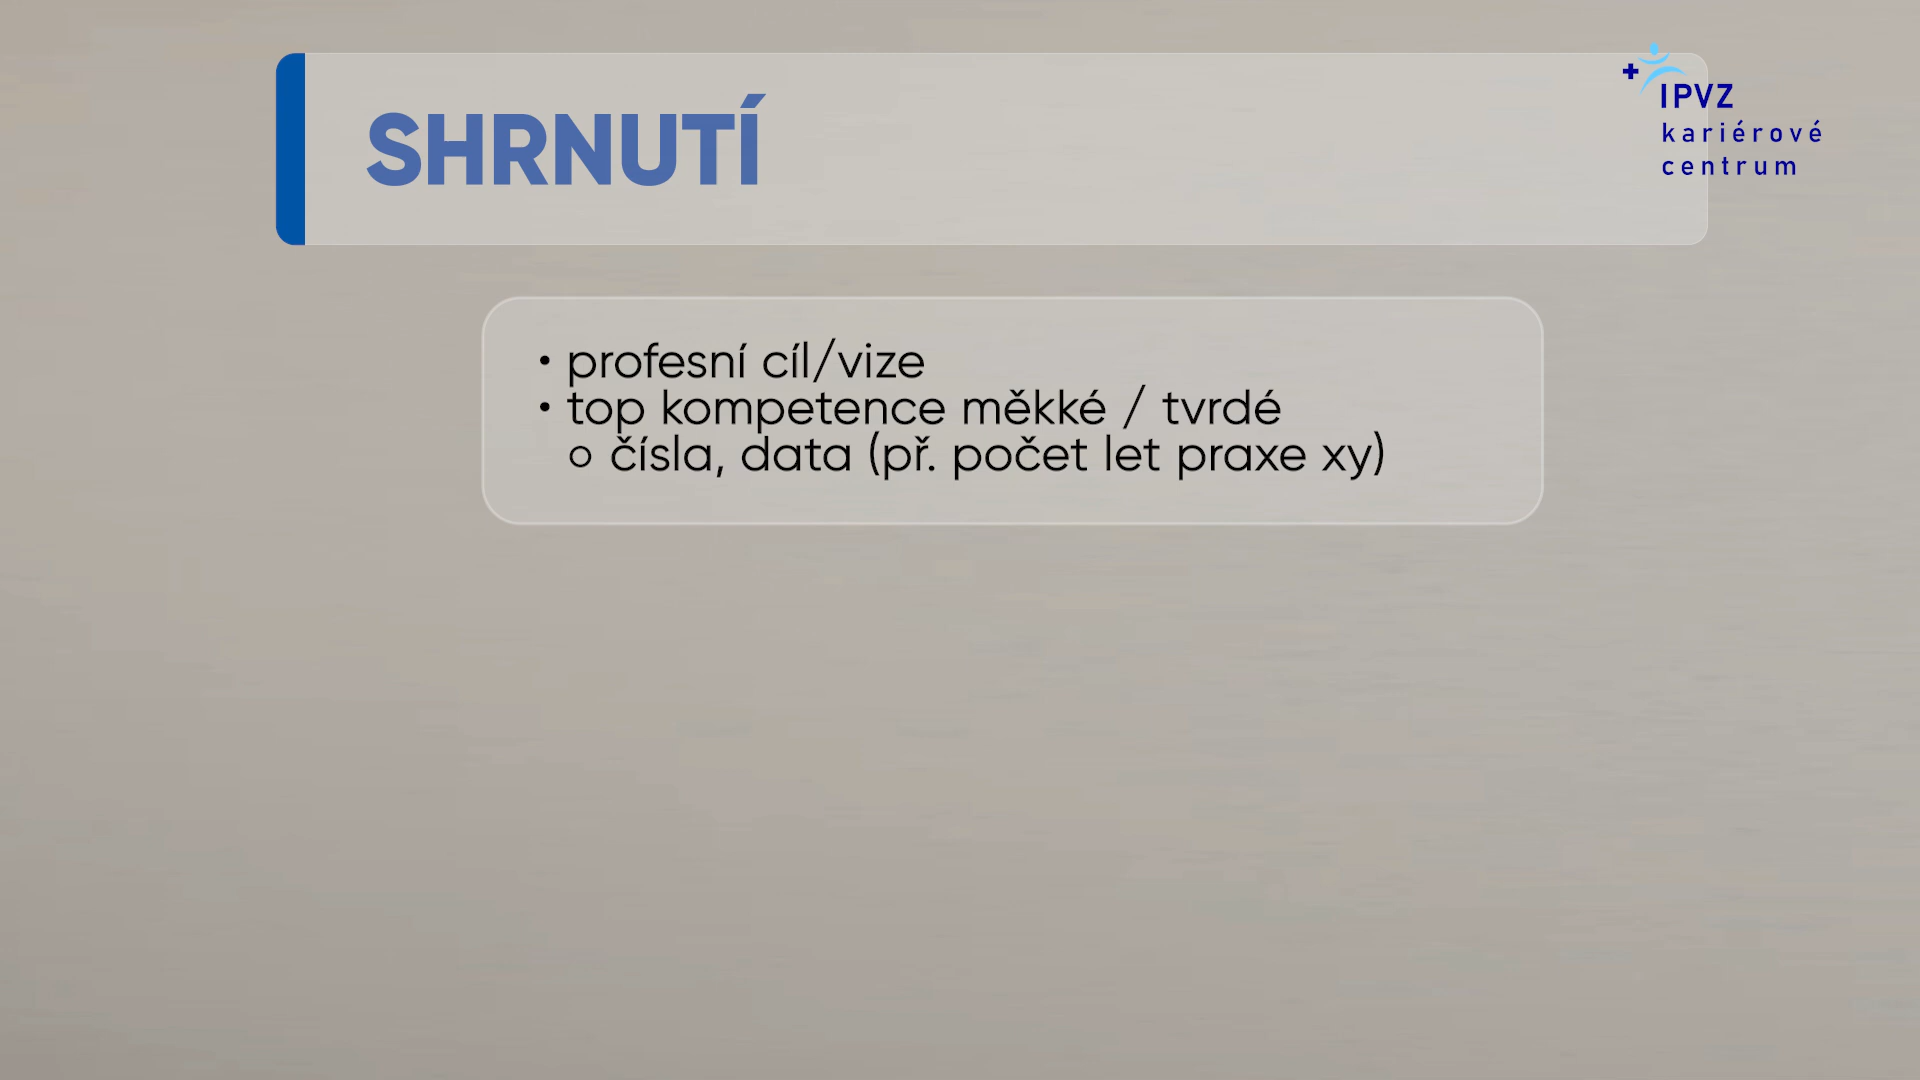 SHRNUTÍ
IPVZ
kariérové
centrum
• profesní cíl/vize
• top kompetence měkké / tvrdé
○ čísla, data (př. počet let praxe xy)